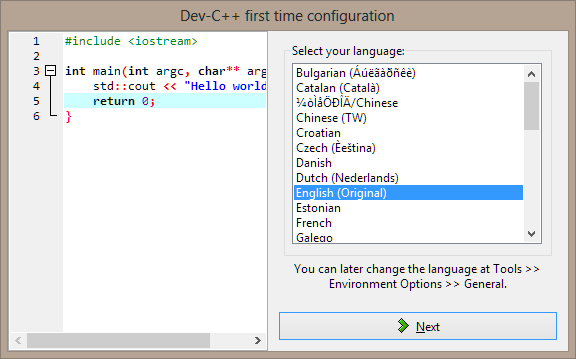 Dev-C++ first time configuration
1 #include <iostream>
2
3 int main(int argc, char** arg
4 std::cout << "Hello world
5 return 0;
6 }
Select your language:
Bulgarian (Áúëãàðñêè)
Catalan (Català)
¼òÌåÖÐÎÄ/Chinese
Chinese (TW)
Croatian
Czech (Èeština)
Danish
Dutch (Nederlands)
English (Original)
Estonian
French
Galego
You can later change the language at Tools >>
Environment Options >> General.
Next